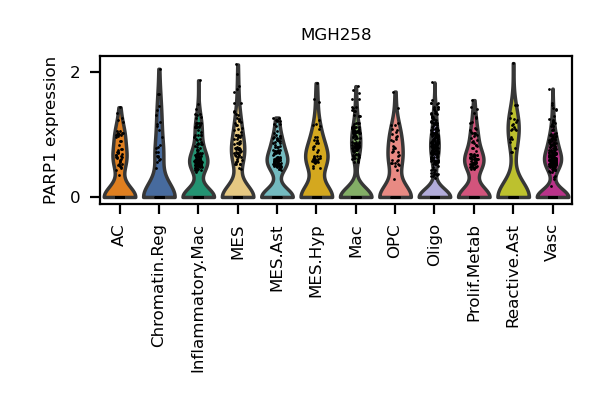 MGH258
PARP1 expression
2
0
AC
Chromatin.Reg
Inflammatory.Mac
MES
MES.Ast
MES.Hyp
Mac
OPC
Oligo
Prolif.Metab
Reactive.Ast
Vasc